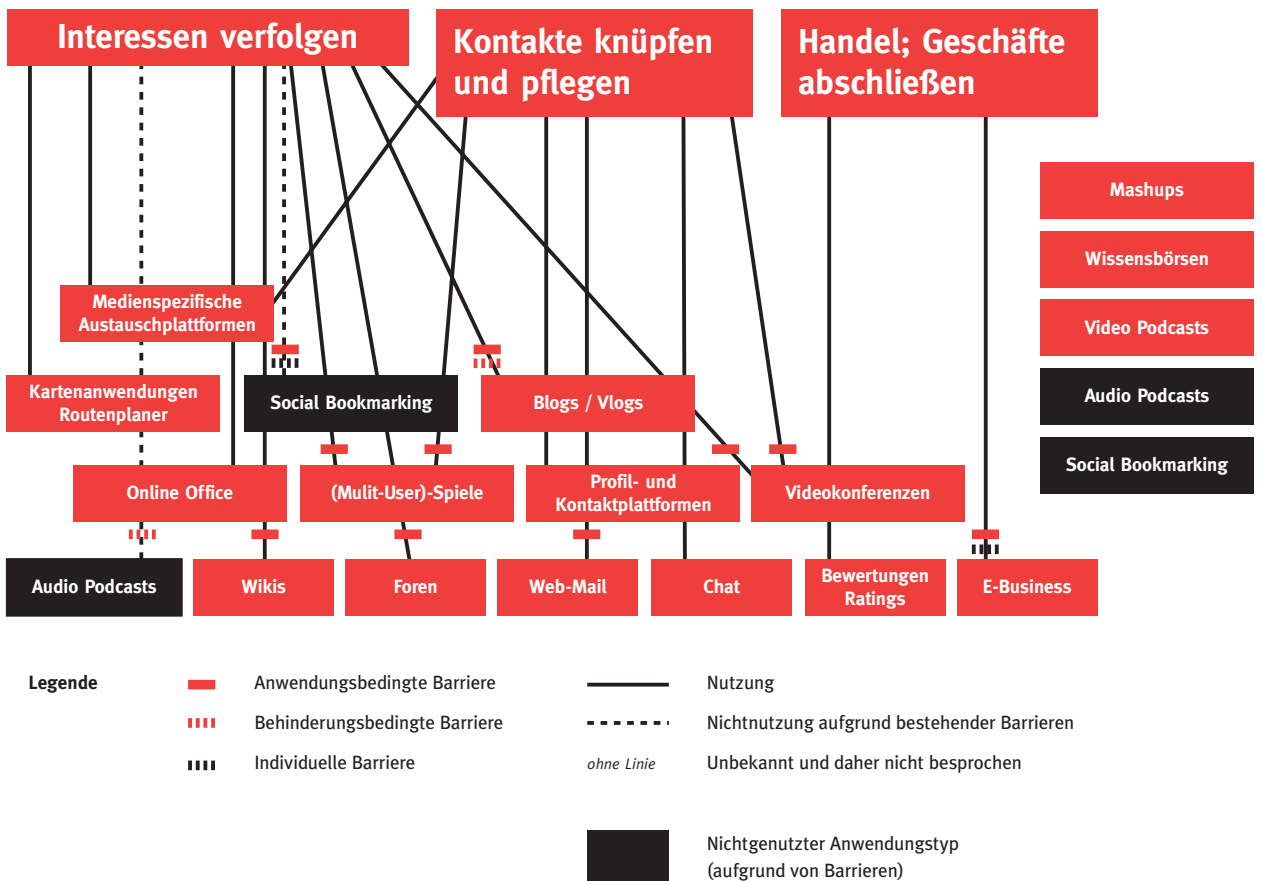 Interessen verfolgen
Kontakte knüpfen
und pflegen
Handel; Geschäfte
abschließen
Mashups
Wissensbörsen
Video Podcasts
Audio Podcasts
Social Bookmarking
Medienspezifische
Austauschplattformen
Kartenanwendungen
Routenplaner
Social Bookmarking
Blogs / Vlogs
Online Office
(Mulit-User)-Spiele
Profil- und
Kontaktplattformen
Videokonferenzen
Audio Podcasts
Wikis
Foren
Web-Mail
Chat
Bewertungen
Ratings
E-Business
Legende
Anwendungsbedingte Barriere
Behinderungsbedingte Barriere
Individuelle Barriere
Nutzung
Nichtnutzung aufgrund bestehender Barrieren
ohne Linie
Unbekannt und daher nicht besprochen
Nichtgenutzter Anwendungstyp
(aufgrund von Barrieren)